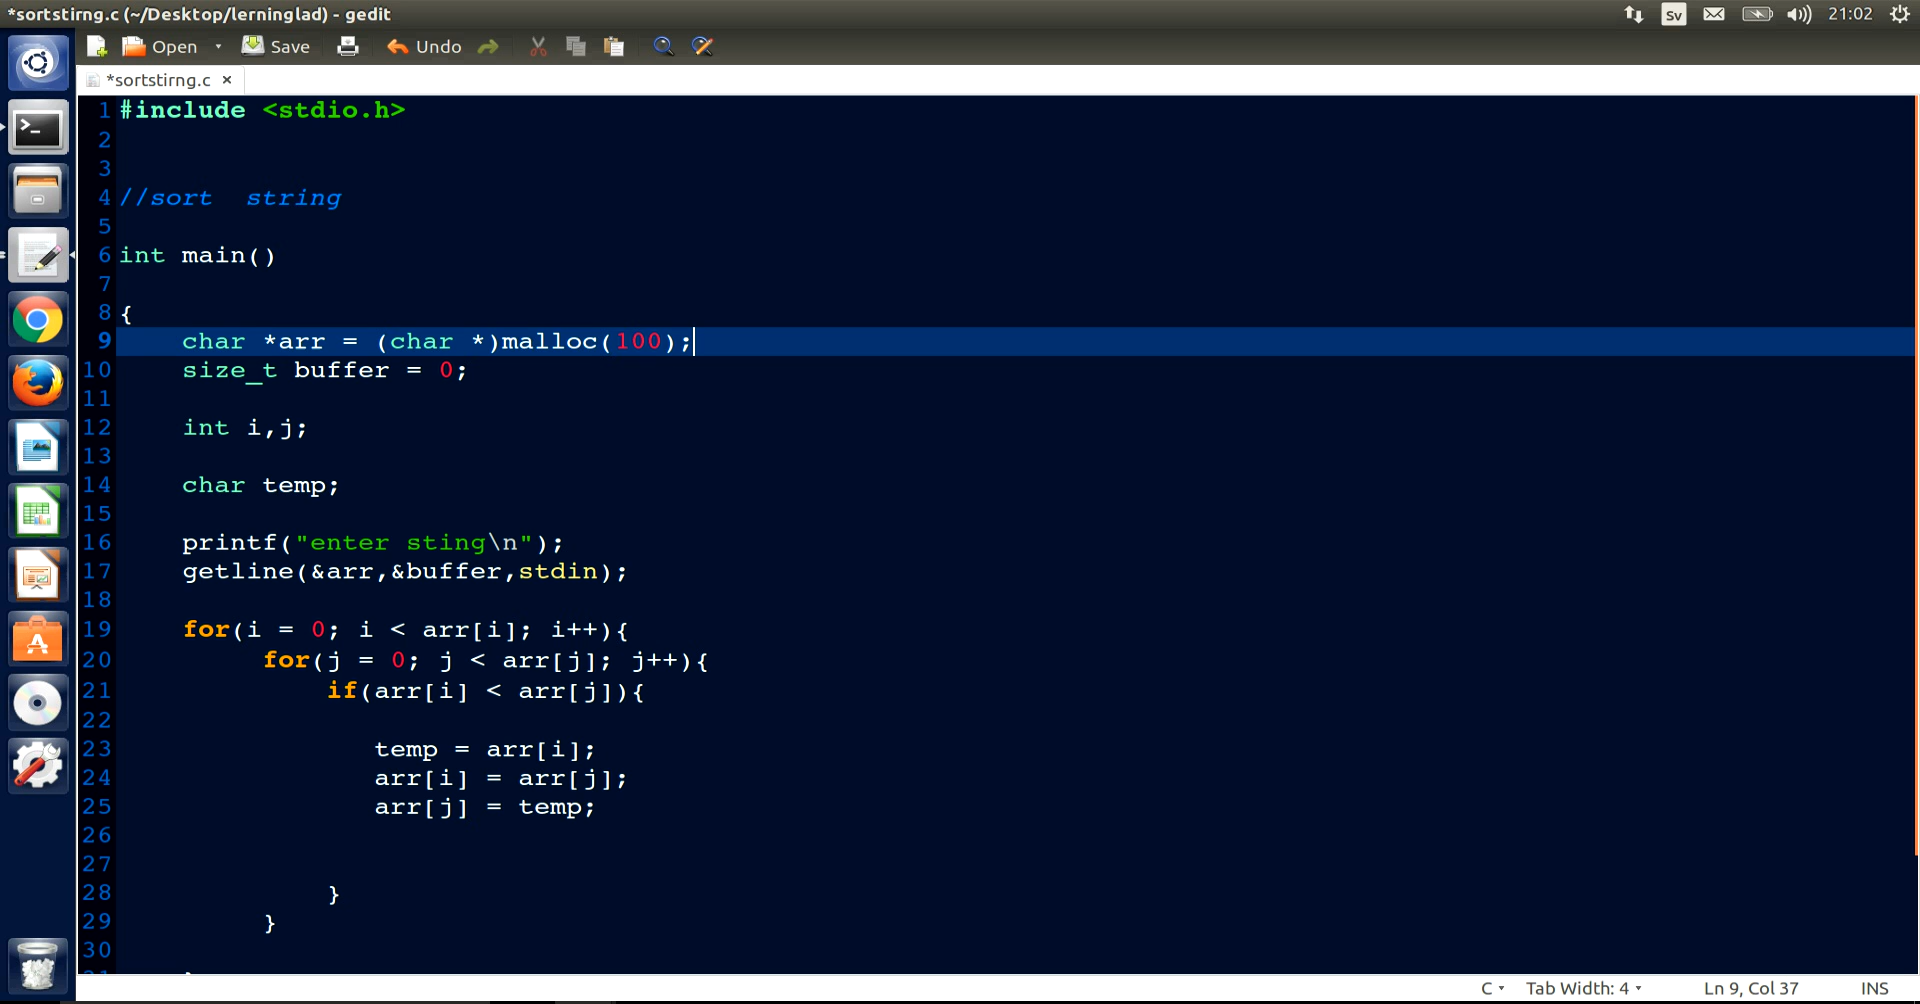 *sortstirng.c (~/Desktop/lerninglad) - gedit
Sv
21:02
Open
Save
Undo
*sortstirng.c ×
1 #include <stdio.h>
2
3
4 //sort  string
5
6 int main()
7
8 {
9     char *arr = (char *)malloc(100);
10     size_t buffer = 0;
11
12     int i,j;
13
14     char temp;
15
16     printf("enter sting\n");
17     getline(&arr,&buffer,stdin);
18
19     for(i = 0; i < arr[i]; i++){
20          for(j = 0; j < arr[j]; j++){
21              if(arr[i] < arr[j]){
22
23                 temp = arr[i];
24                 arr[i] = arr[j];
25                 arr[j] = temp;
26
27
28              }
29          }
30
C
Tab Width: 4
Ln 9, Col 37
INS